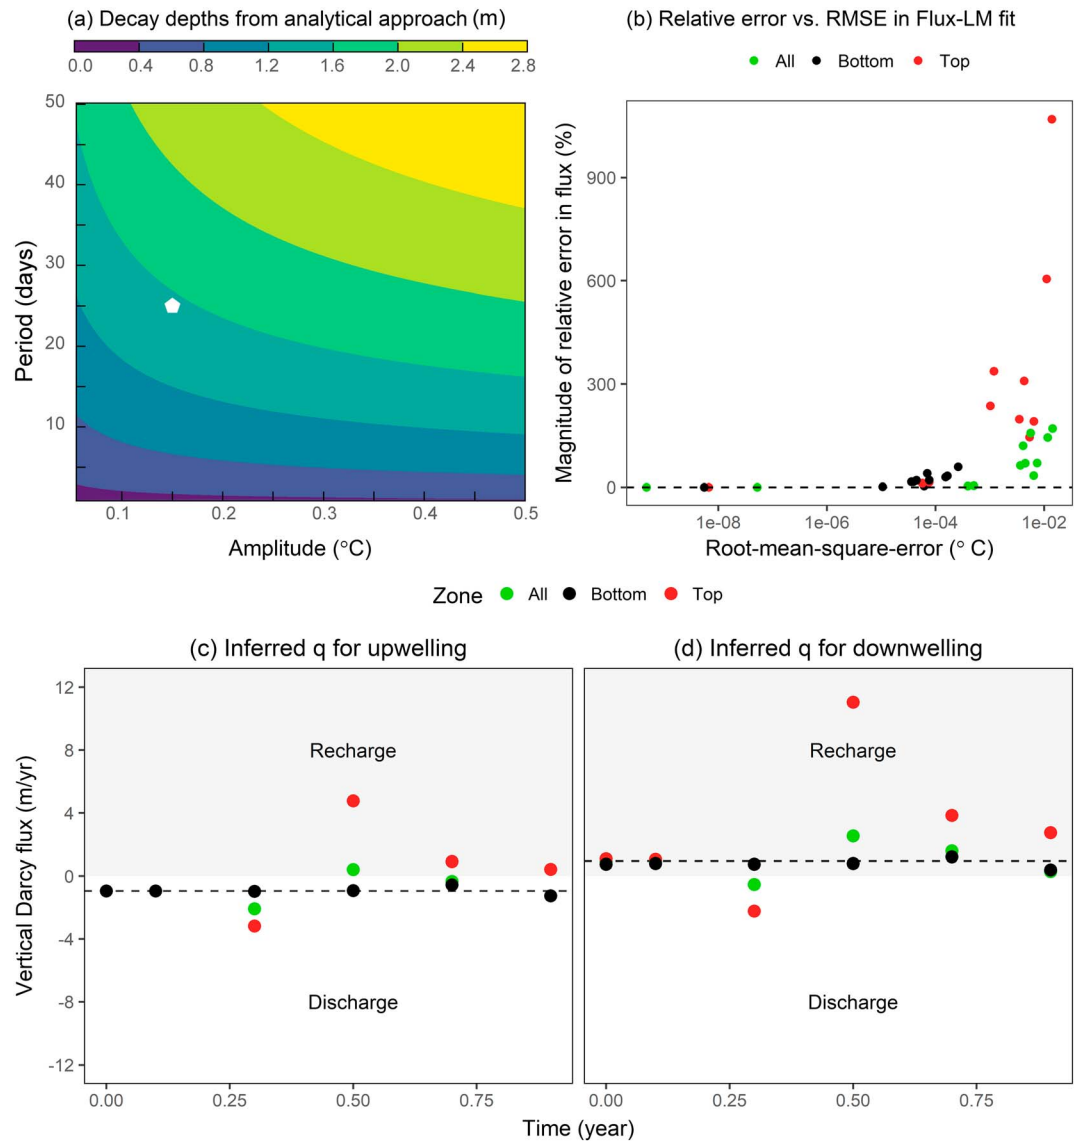 (a) Decay depths from analytical approach (m)
0.0 0.4 0.8 1.2 1.6 2.0 2.4 2.8
50
40
30
20
10
Period (days)
0.1 0.2 0.3 0.4 0.5
Amplitude (°C)
(b) Relative error vs. RMSE in Flux-LM fit
All Bottom Top
900
600
300
0
Magnitude of relative error in flux (%)
1e-08 1e-06 1e-04 1e-02
Root-mean-square-error (° C)
Zone All Bottom Top
(c) Inferred q for upwelling
12
8
4
0
-4
-8
-12
Vertical Darcy flux (m/yr)
Recharge
Discharge
0.00 0.25 0.50 0.75
(d) Inferred q for downwelling
Recharge
Discharge
0.00 0.25 0.50 0.75
Time (year)